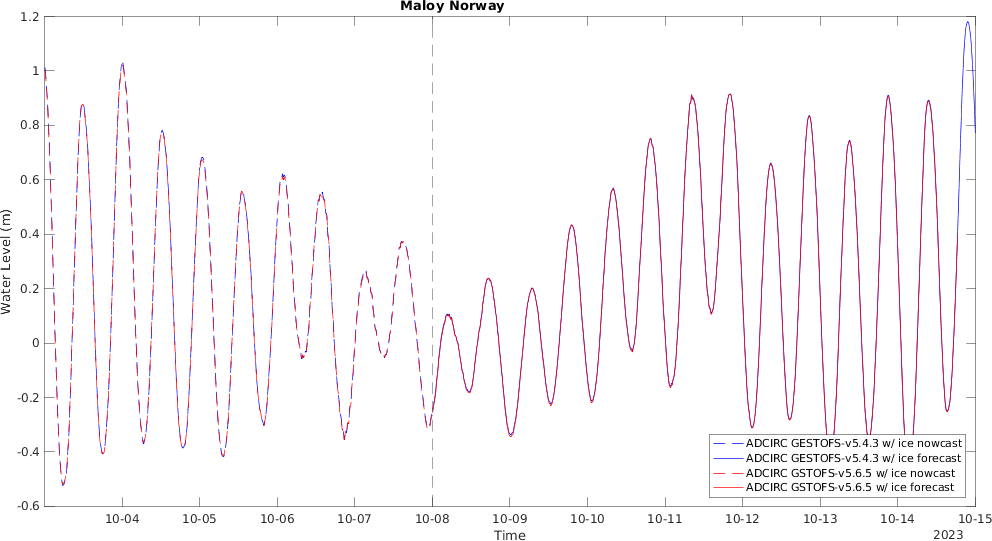 Maloy Norway
Water Level (m)
1.2
1
0.8
0.6
0.4
0.2
0
-0.2
-0.4
-0.6
ADCIRC GESTOFS-v5.4.3 w/ ice nowcast
ADCIRC GESTOFS-v5.4.3 w/ ice forecast
ADCIRC GSTOFS-v5.6.5 w/ ice nowcast
ADCIRC GSTOFS-v5.6.5 w/ ice forecast
10-04 10-05 10-06 10-07 10-08 10-09 10-10 10-11 10-12 10-13 10-14 10-15
Time
2023